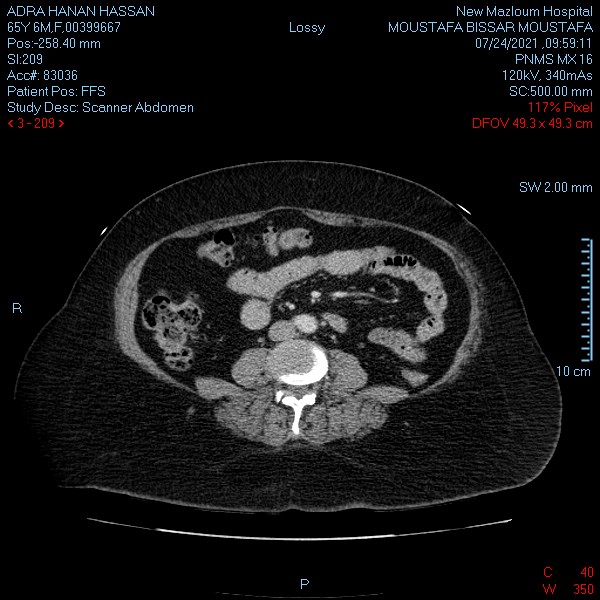 ADRA HANAN HASSAN
65Y 6M,F,00399667
Pos:-258.40 mm
SI:209
Acc#: 83036
Patient Pos: FFS
Study Desc: Scanner Abdomen
< 3 - 209 >
Lossy
New Mazloum Hospital
MOUSTAFA BISSAR MOUSTAFA
07/24/2021 ,09:59:11
PNMS MX 16
120kV, 340mAs
SC:500.00 mm
117% Pixel
DFOV 49.3 x 49.3 cm
SW 2.00 mm
R
10 cm
P
C 40
W 350